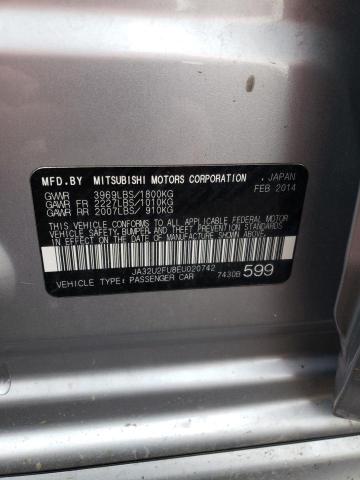 MFD.BY MITSUBISHI MOTORS CORPORATION . JAPAN
FEB 2014
GVWR 3969LBS/1800KG
GAWR FR 2227LBS/1010KG
GAWR RR 2007LBS/ 910KG
THIS VEHICLE CONFORMS TO ALL APPLICABLE FEDERAL MOTOR
VEHICLE SAFETY, BUMPER, AND THEFT PREVENTION STANDARDS
IN EFFECT ON THE DATE OF MANUFACTURE SHOWN ABOVE.
JA32U2FU8EU020742
VEHICLE TYPE: PASSENGER CAR 7430B 599